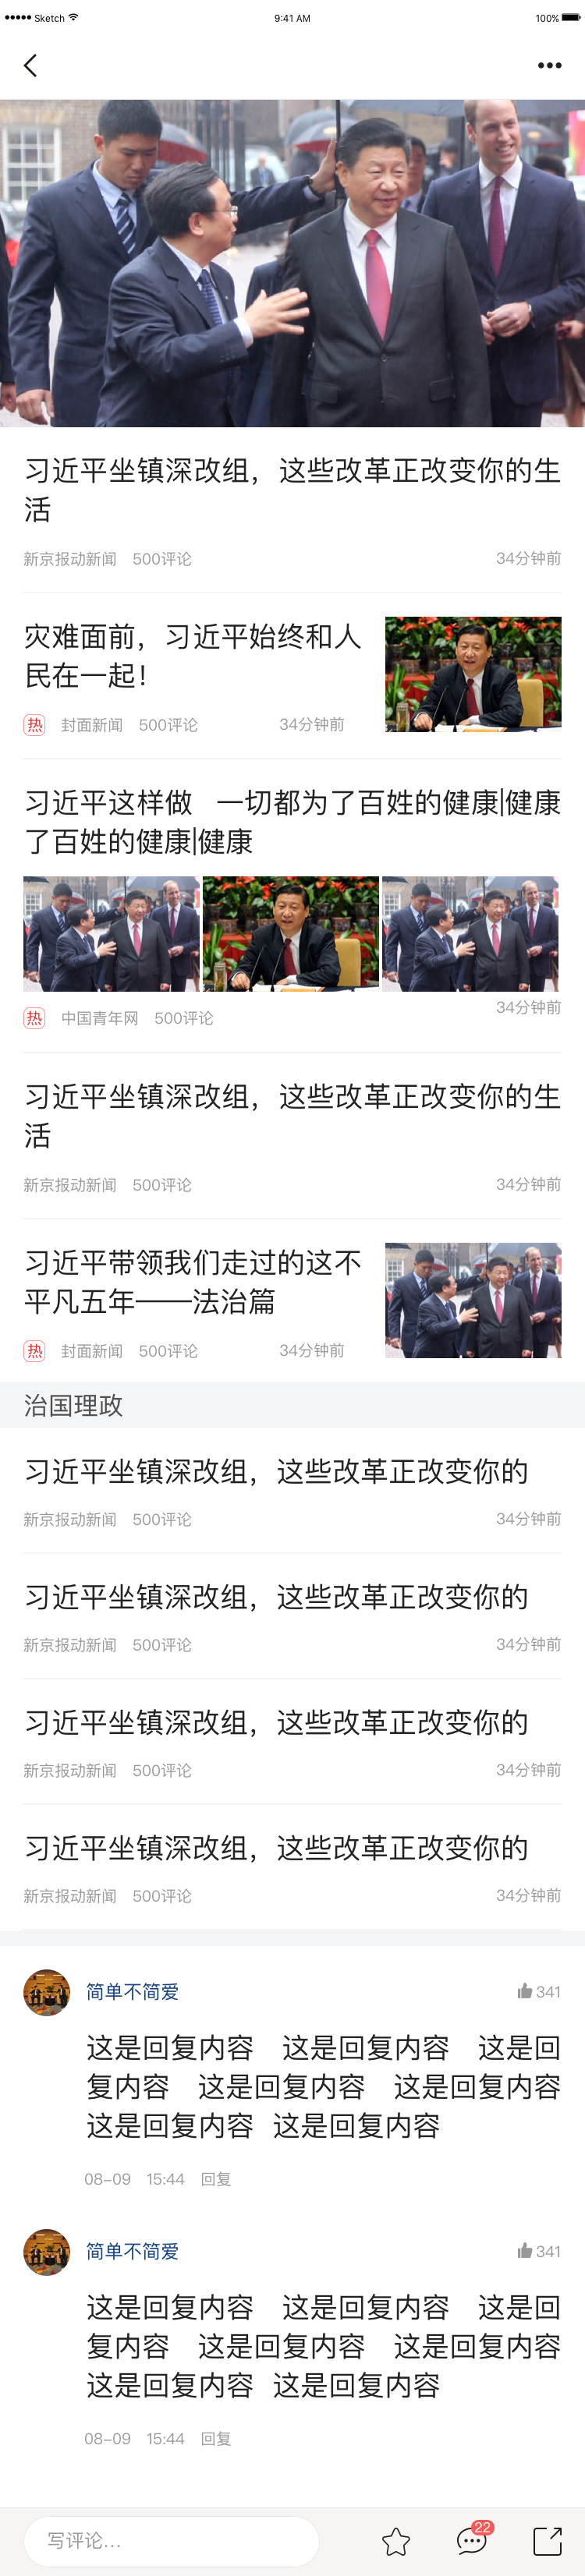 Sketch 9:41 AM 100%
习近平坐镇深改组，这些改革正改变你的生
活
新京报动新闻 500评论 34分钟前
灾难面前，习近平始终和人
民在一起！
热 封面新闻 500评论 34分钟前
习近平这样做 一切都为了百姓的健康|健康
了百姓的健康|健康
热 中国青年网 500评论 34分钟前
习近平坐镇深改组，这些改革正改变你的生
活
新京报动新闻 500评论 34分钟前
习近平带领我们走过的这不
平凡五年——法治篇
热 封面新闻 500评论 34分钟前
治国理政
习近平坐镇深改组，这些改革正改变你的
新京报动新闻 500评论 34分钟前
习近平坐镇深改组，这些改革正改变你的
新京报动新闻 500评论 34分钟前
习近平坐镇深改组，这些改革正改变你的
新京报动新闻 500评论 34分钟前
习近平坐镇深改组，这些改革正改变你的
新京报动新闻 500评论 34分钟前
简单不简爱 341
这是回复内容 这是回复内容 这是回
复内容 这是回复内容 这是回复内容
这是回复内容 这是回复内容
08-09 15:44 回复
简单不简爱 341
这是回复内容 这是回复内容 这是回
复内容 这是回复内容 这是回复内容
这是回复内容 这是回复内容
08-09 15:44 回复
写评论... 22